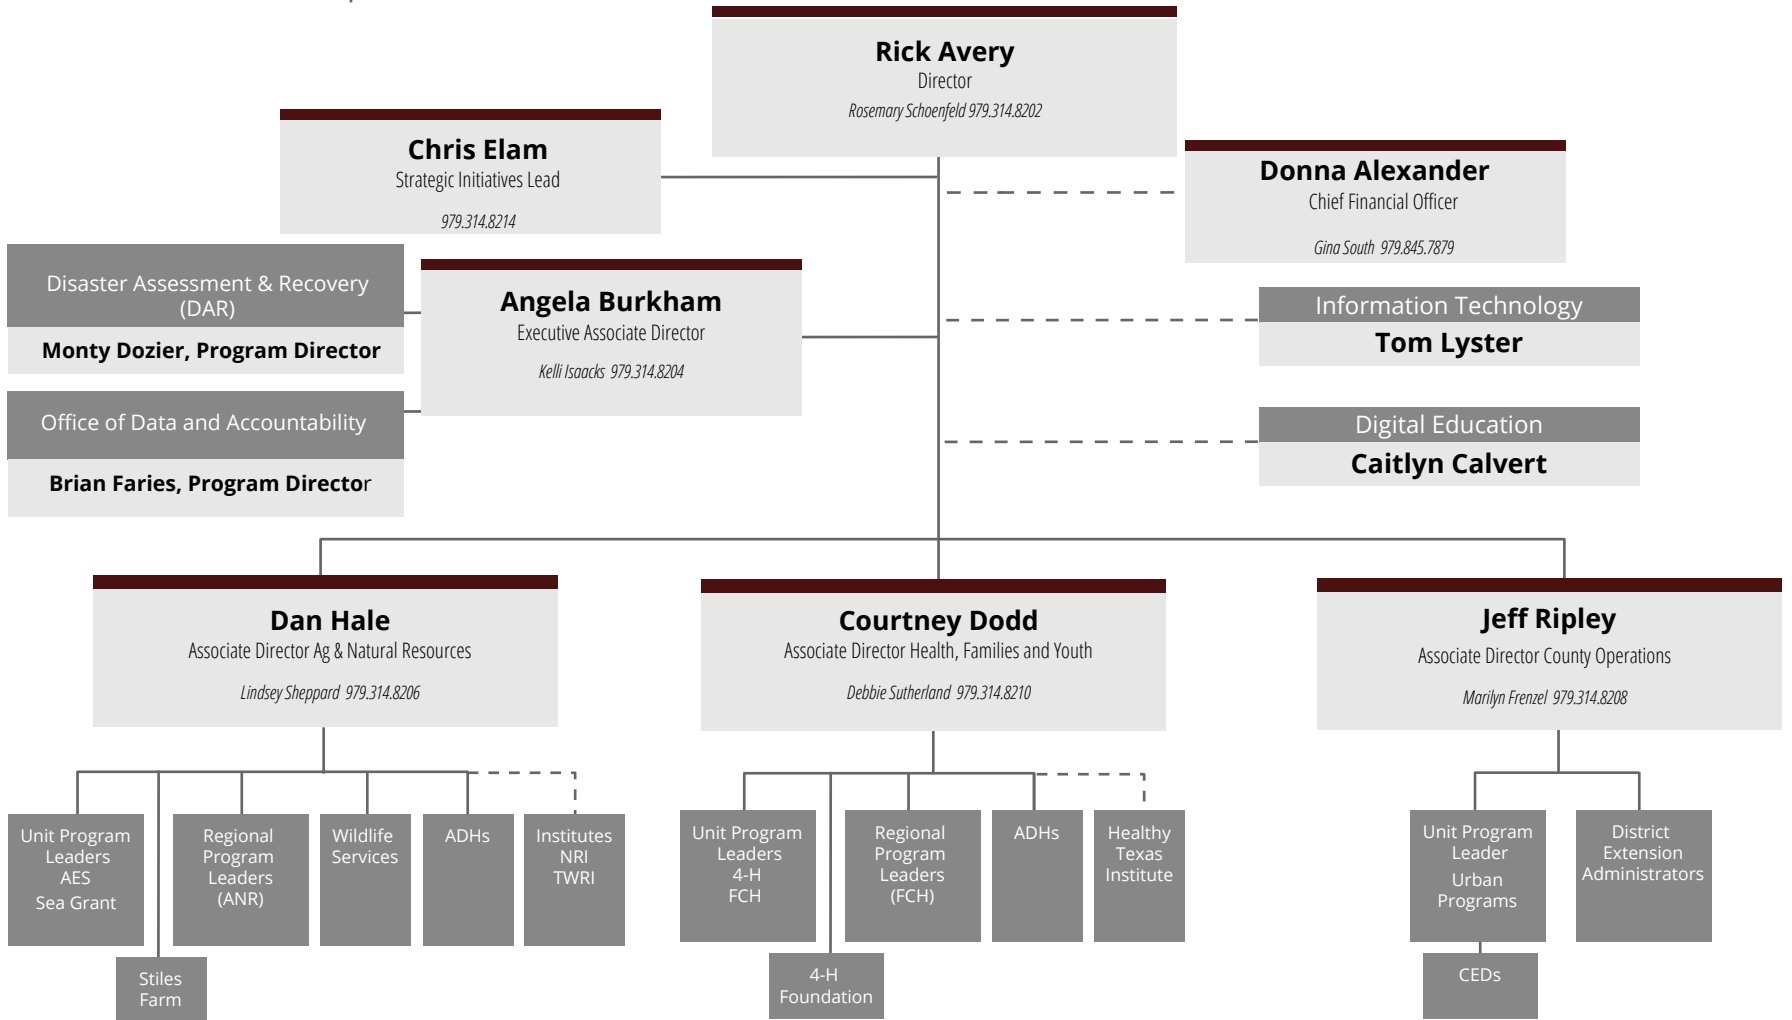 Rick Avery
Director
Rosemary Schoenfeld 979.314.8202
Chris Elam
Strategic Initiatives Lead
979.314.8214
Donna Alexander
Chief Financial Officer
Gina South 979.845.7879
Disaster Assessment & Recovery
(DAR)
Monty Dozier, Program Director
Angela Burkham
Executive Associate Director
Kelli Isaacks 979.314.8204
Information Technology
Tom Lyster
Office of Data and Accountability
Brian Faries, Program Director
Digital Education
Caitlyn Calvert
Dan Hale
Associate Director Ag & Natural Resources
Lindsey Sheppard 979.314.8206
Courtney Dodd
Associate Director Health, Families and Youth
Debbie Sutherland 979.314.8210
Jeff Ripley
Associate Director County Operations
Marilyn Frenzel 979.314.8208
Unit Program
Leaders
AES
Sea Grant
Regional
Program
Leaders
(ANR)
Wildlife
Services
ADHs
Institutes
NRI
TWRI
Stiles
Farm
Unit Program
Leaders
4-H
FCH
Regional
Program
Leaders
(FCH)
ADHs
Healthy
Texas
Institute
4-H
Foundation
Unit Program
Leader
Urban
Programs
District
Extension
Administrators
CEDs